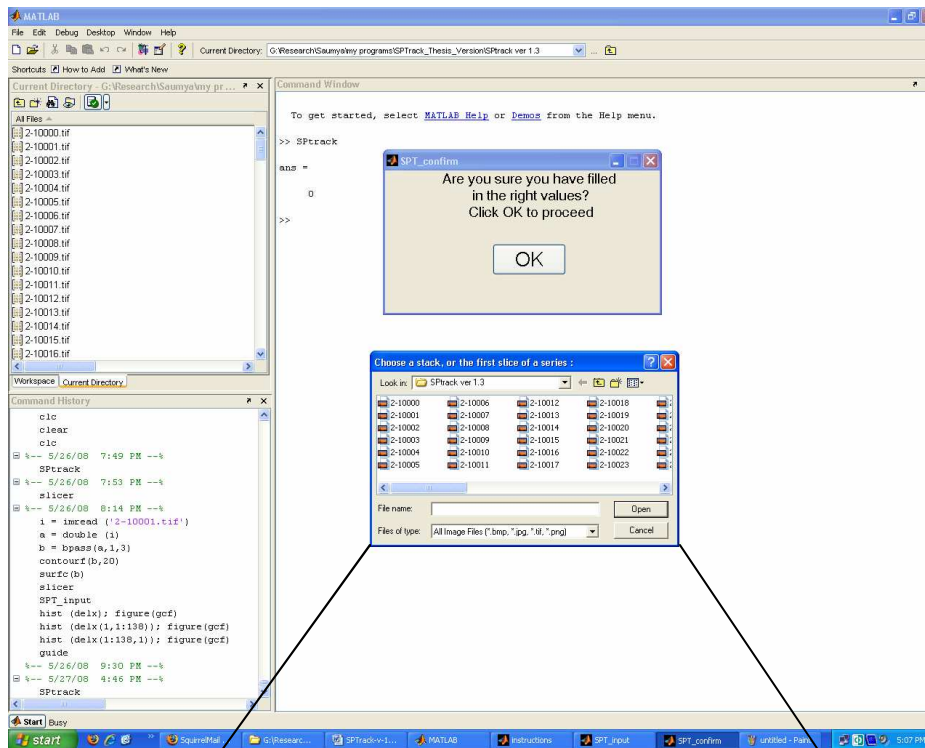 MATLAB
File Edit Debug Desktop Window Help
Current Directory: G:\Research\Saumya\my programs\SPTrack_Thesis_Version\SPtrack ver 1.3
Shortcuts How to Add What's New
Current Directory - G:\Research\Saumya\my pr...
All Files
2-10000.tif
2-10001.tif
2-10002.tif
2-10003.tif
2-10004.tif
2-10005.tif
2-10006.tif
2-10007.tif
2-10008.tif
2-10009.tif
2-10010.tif
2-10011.tif
2-10012.tif
2-10013.tif
2-10014.tif
2-10015.tif
2-10016.tif
Workspace Current Directory
Command History
clc
clear
clc
%-- 5/26/08 7:49 PM --%
SPtrack
%-- 5/26/08 7:53 PM --%
slicer
%-- 5/26/08 8:14 PM --%
i = imread ('2-10001.tif')
a = double (i)
b = bpass(a,1,3)
contourf(b,20)
surfc(b)
slicer
SPT_input
hist (delx); figure(gcf)
hist (delx(1,1:138)); figure(gcf)
hist (delx(1:138,1)); figure(gcf)
guide
%-- 5/26/08 9:30 PM --%
%-- 5/27/08 4:46 PM --%
SPtrack
Command Window
To get started, select MATLAB Help or Demos from the Help menu.
>> SPtrack
ans =
0
>>
SPT_confirm
Are you sure you have filled
in the right values?
Click OK to proceed
OK
Choose a stack, or the first slice of a series :
Look in: SPtrack ver 1.3
2-10000 2-10006 2-10012 2-10018
2-10001 2-10007 2-10013 2-10019
2-10002 2-10008 2-10014 2-10020
2-10003 2-10009 2-10015 2-10021
2-10004 2-10010 2-10016 2-10022
2-10005 2-10011 2-10017 2-10023
File name: Open
Files of type: All Image Files (*.bmp, *.jpg, *.tif, *.png) Cancel
Start Busy
start SquirrelMail G:\Researc... SPTrack-v-1... MATLAB instructions SPT_input SPT_confirm untitled - Pain 5:07 PM